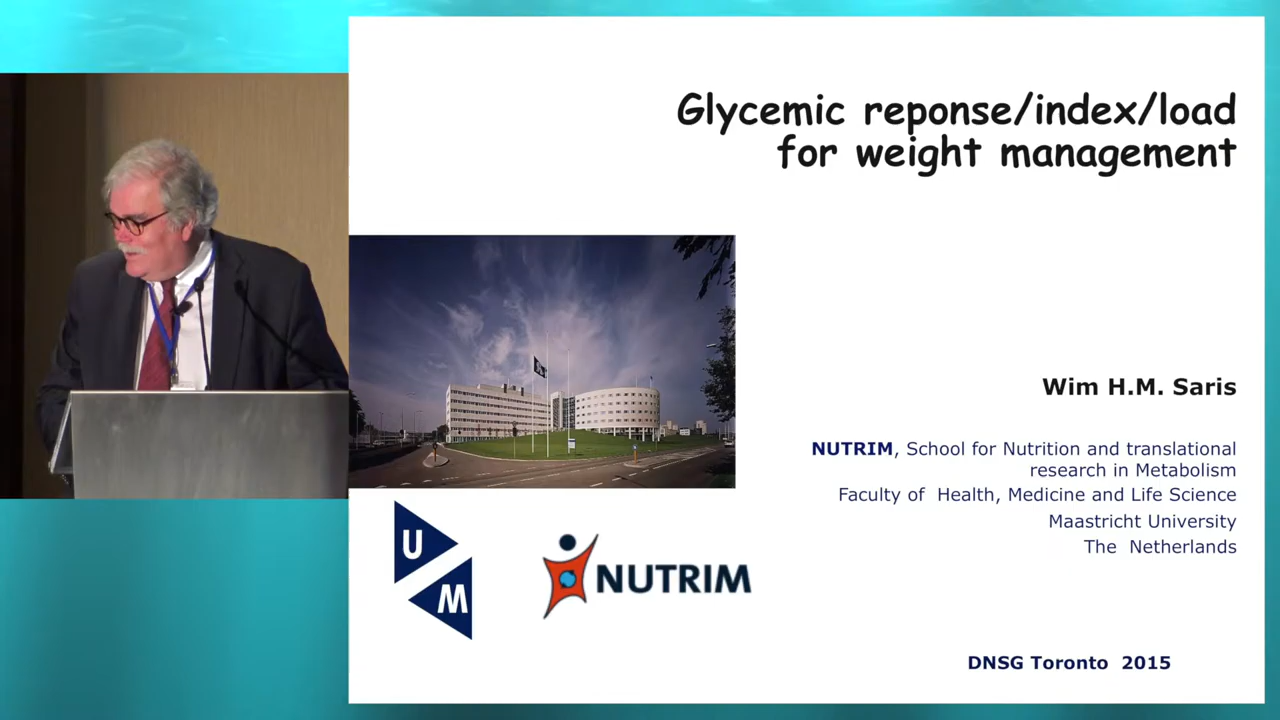 Glycemic reponse/index/load
for weight management
Wim H.M. Saris
NUTRIM, School for Nutrition and translational
research in Metabolism
Faculty of Health, Medicine and Life Science
Maastricht University
The Netherlands
U
M
NUTRIM
DNSG Toronto 2015